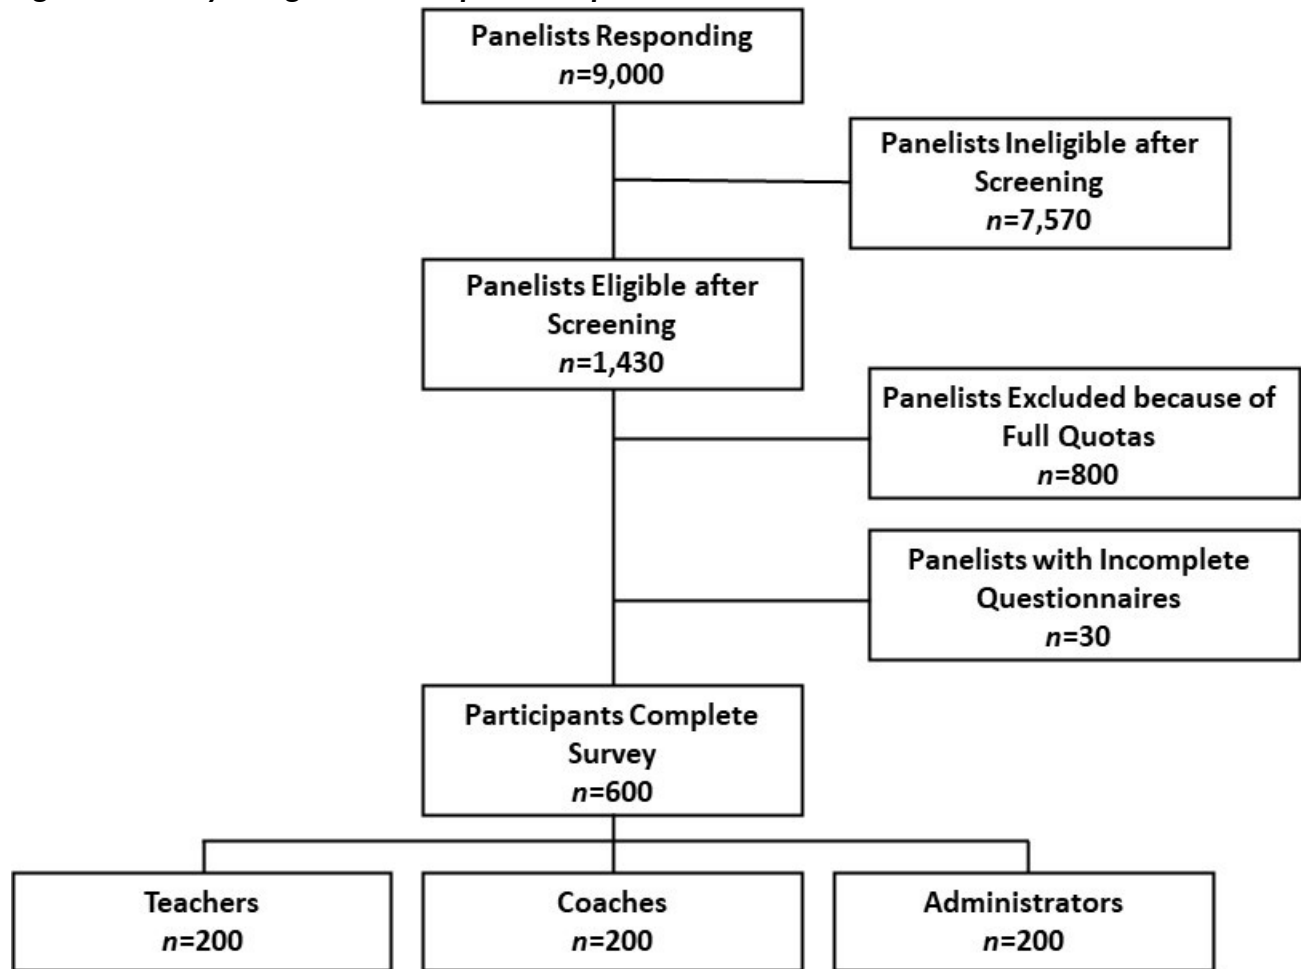 Panelists Responding
n=9,000
Panelists Ineligible after
Screening
n=7,570
Panelists Eligible after
Screening
n=1,430
Panelists Excluded because of
Full Quotas
n=800
Panelists with Incomplete
Questionnaires
n=30
Participants Complete
Survey
n=600
Teachers
n=200
Coaches
n=200
Administrators
n=200